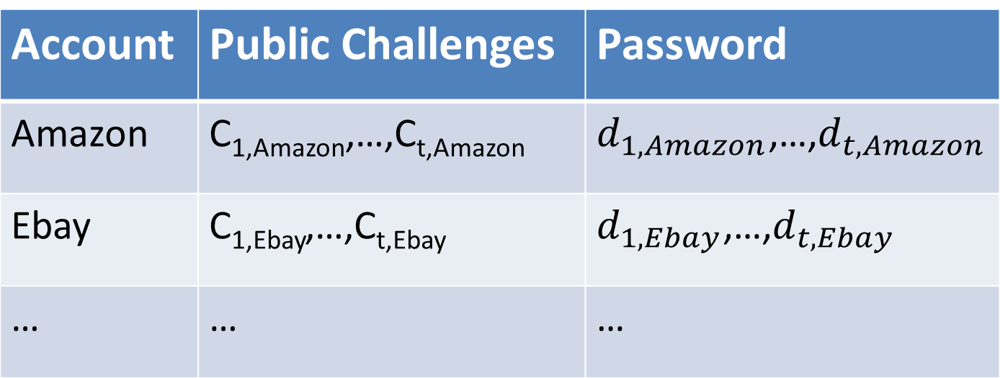 Account Public Challenges Password
Amazon C1,Amazon,…,Ct,Amazon d1,Amazon,…,dt,Amazon
Ebay C1,Ebay,…,Ct,Ebay d1,Ebay,…,dt,Ebay
… … …